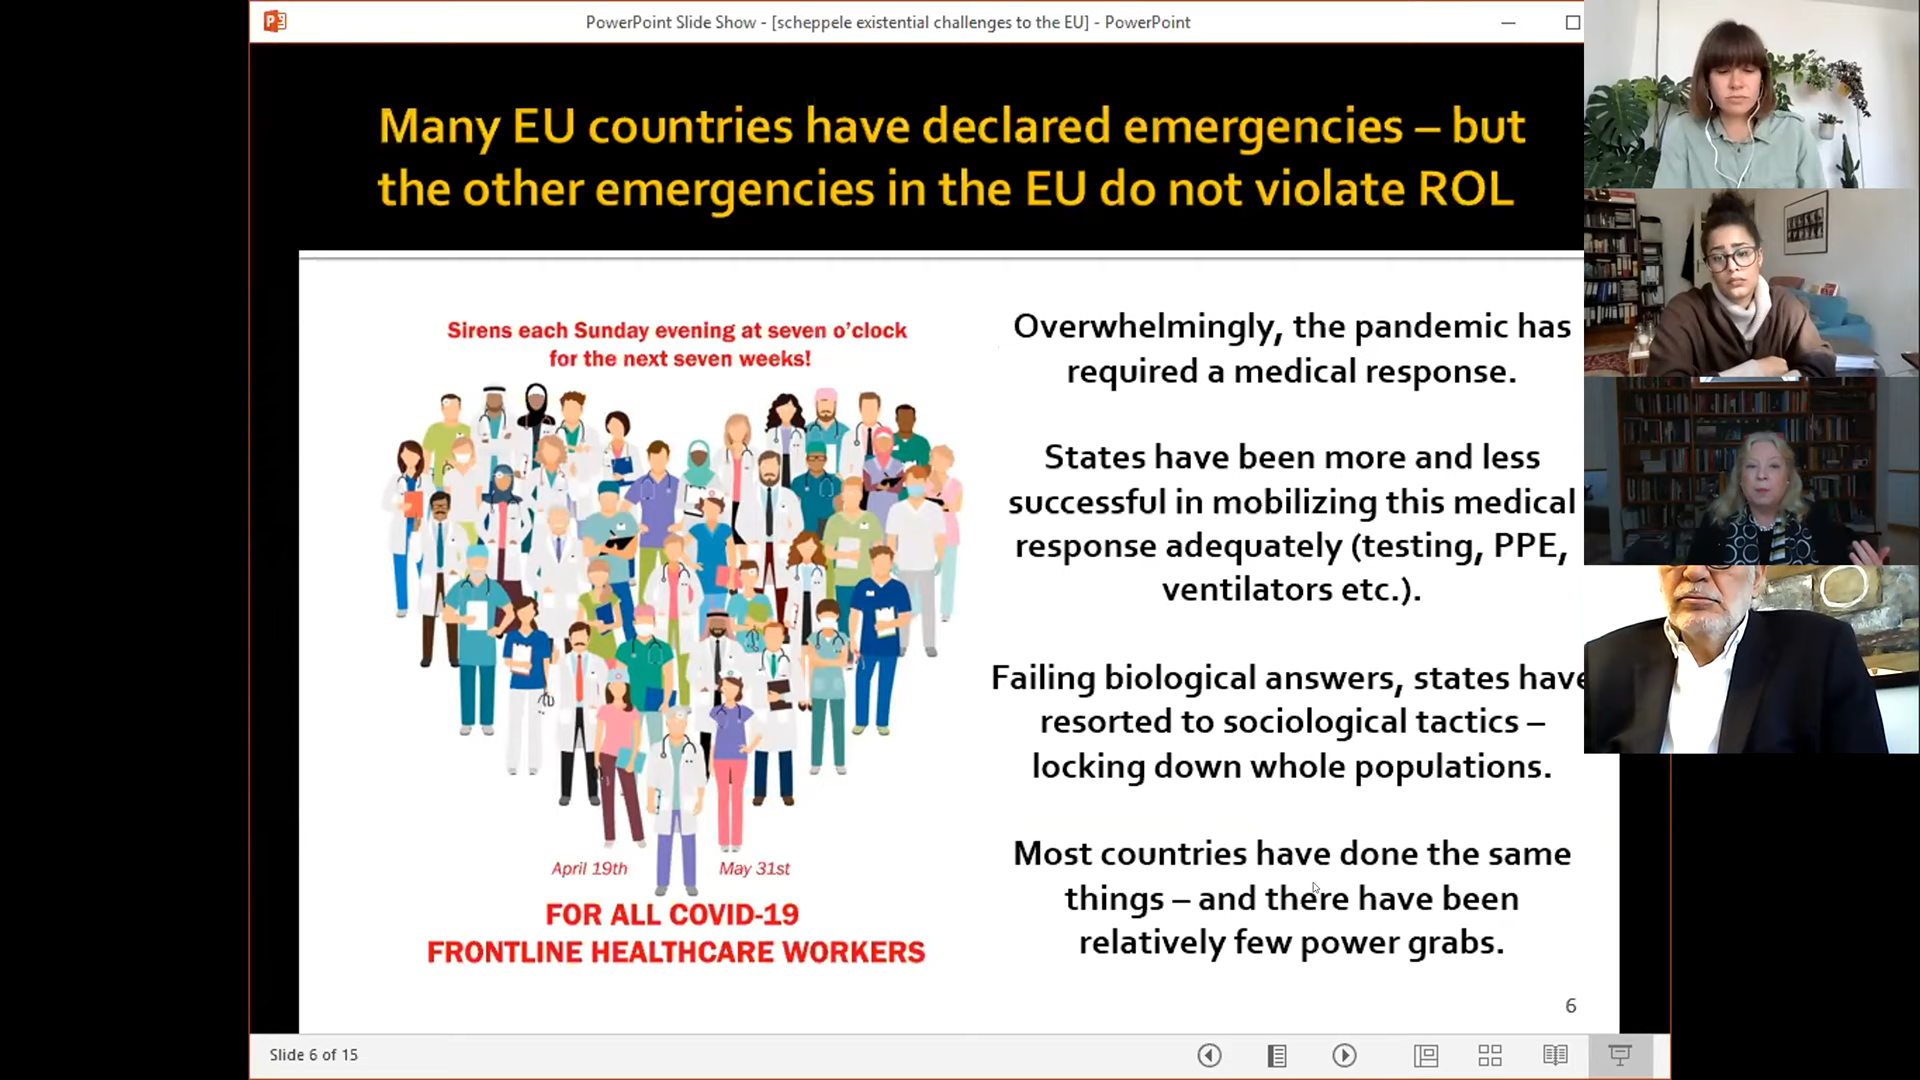 PowerPoint Slide Show - [scheppele existential challenges to the EU] - PowerPoint
Many EU countries have declared emergencies – but
the other emergencies in the EU do not violate ROL
Sirens each Sunday evening at seven o’clock
for the next seven weeks!
April 19th
May 31st
FOR ALL COVID-19
FRONTLINE HEALTHCARE WORKERS
Overwhelmingly, the pandemic has
required a medical response.
States have been more and less
successful in mobilizing this medical
response adequately (testing, PPE,
ventilators etc.).
Failing biological answers, states have
resorted to sociological tactics –
locking down whole populations.
Most countries have done the same
things – and there have been
relatively few power grabs.
6
Slide 6 of 15